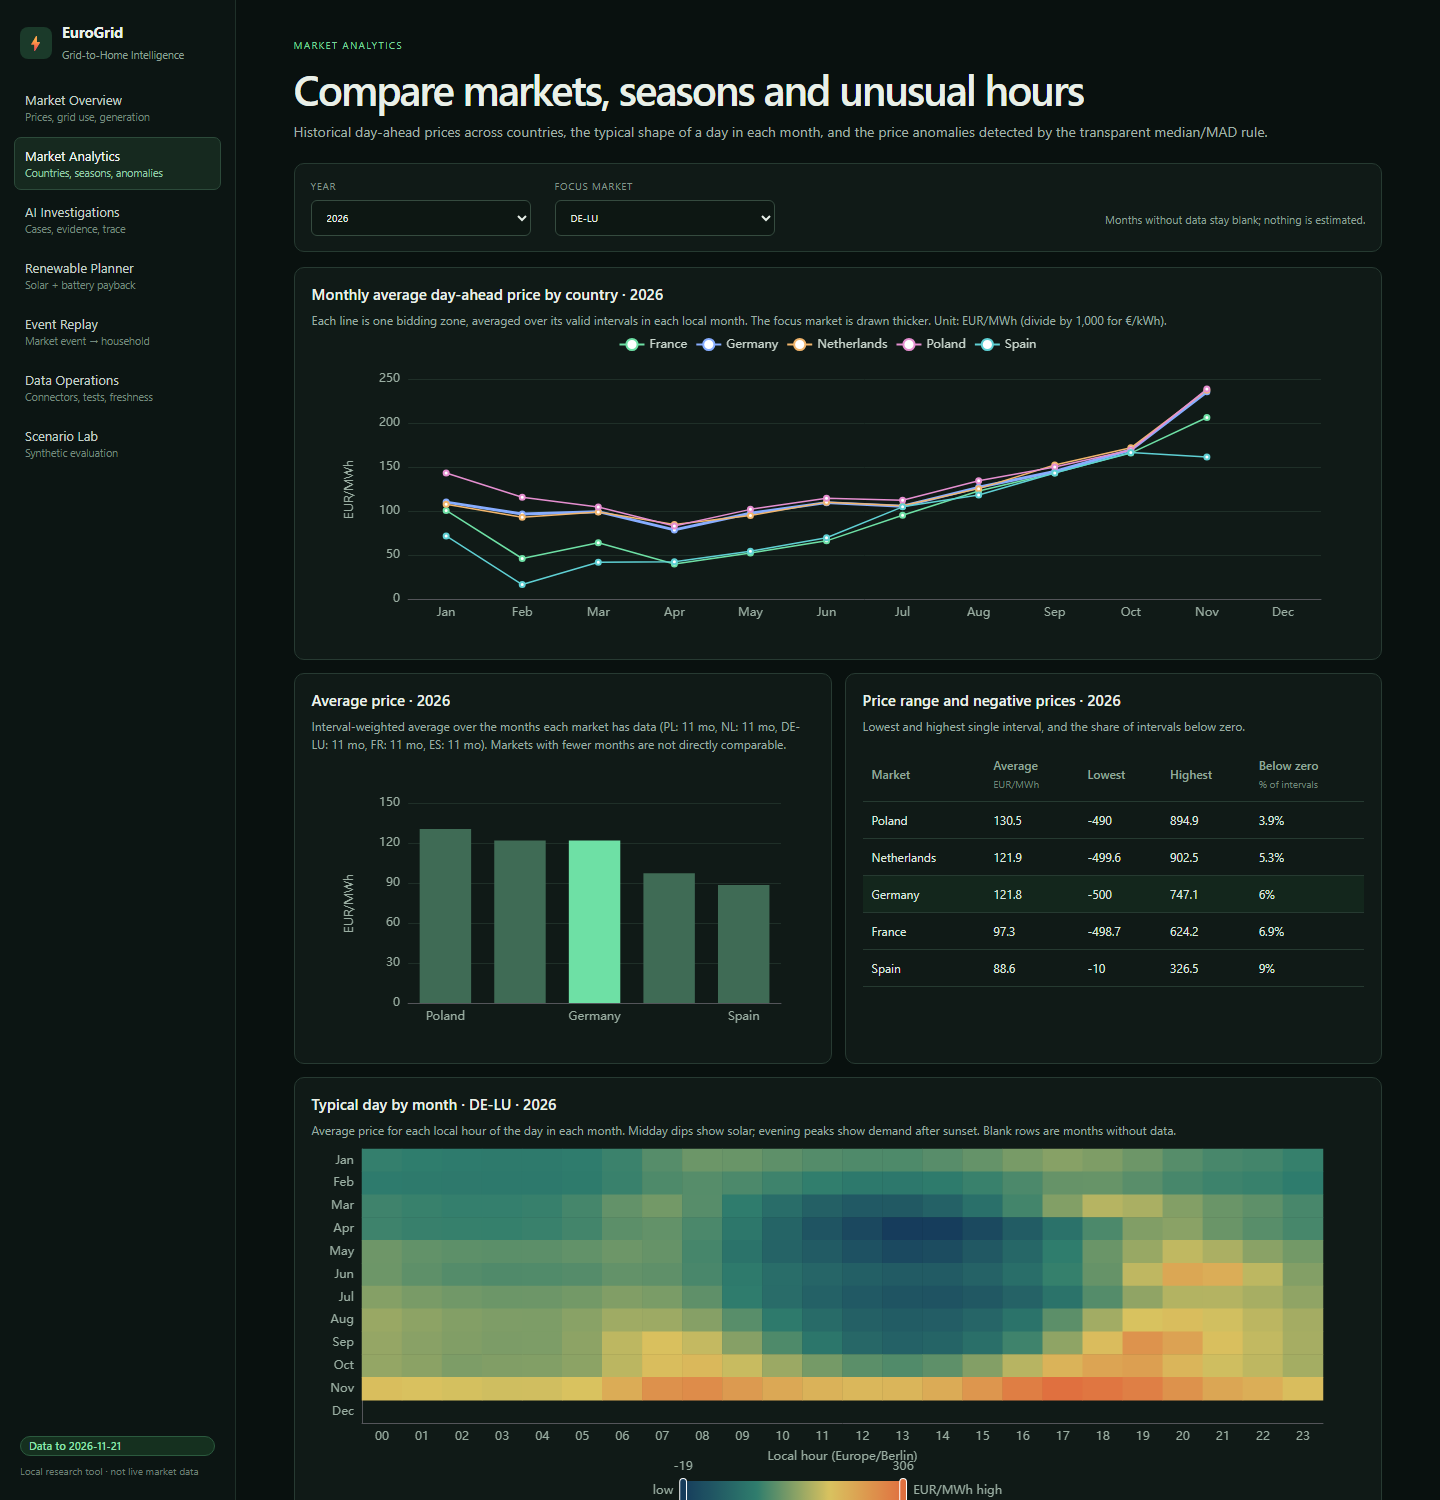 EuroGrid
Grid-to-Home Intelligence
Market Overview
Prices, grid use, generation
Market Analytics
Countries, seasons, anomalies
AI Investigations
Cases, evidence, trace
Renewable Planner
Solar + battery payback
Event Replay
Market event → household
Data Operations
Connectors, tests, freshness
Scenario Lab
Synthetic evaluation
Data to 2026-11-21
Local research tool · not live market data
MARKET ANALYTICS
Compare markets, seasons and unusual hours
Historical day-ahead prices across countries, the typical shape of a day in each month, and the price anomalies detected by the transparent median/MAD rule.
YEAR
2026
FOCUS MARKET
DE-LU
Months without data stay blank; nothing is estimated.
Monthly average day-ahead price by country · 2026
Each line is one bidding zone, averaged over its valid intervals in each local month. The focus market is drawn thicker. Unit: EUR/MWh (divide by 1,000 for €/kWh).
France Germany Netherlands Poland Spain
EUR/MWh
250
200
150
100
50
0
Jan Feb Mar Apr May Jun Jul Aug Sep Oct Nov Dec
Average price · 2026
Interval-weighted average over the months each market has data (PL: 11 mo, NL: 11 mo, DE-
LU: 11 mo, FR: 11 mo, ES: 11 mo). Markets with fewer months are not directly comparable.
EUR/MWh
150
120
90
60
30
0
Poland Germany Spain
Price range and negative prices · 2026
Lowest and highest single interval, and the share of intervals below zero.
Market Average EUR/MWh Lowest Highest Below zero % of intervals
Poland 130.5 -490 894.9 3.9%
Netherlands 121.9 -499.6 902.5 5.3%
Germany 121.8 -500 747.1 6%
France 97.3 -498.7 624.2 6.9%
Spain 88.6 -10 326.5 9%
Typical day by month · DE-LU · 2026
Average price for each local hour of the day in each month. Midday dips show solar; evening peaks show demand after sunset. Blank rows are months without data.
Jan
Feb
Mar
Apr
May
Jun
Jul
Aug
Sep
Oct
Nov
Dec
00 01 02 03 04 05 06 07 08 09 10 11 12 13 14 15 16 17 18 19 20 21 22 23
Local hour (Europe/Berlin)
-19 306
low EUR/MWh high